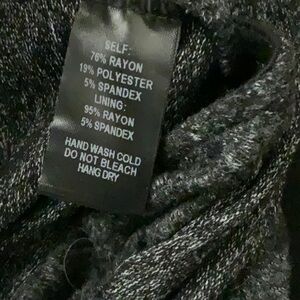 SELF:
76% RAYON
19% POLYESTER
5% SPANDEX
LINING:
95% RAYON
5% SPANDEX
HAND WASH COLD
DO NOT BLEACH
HANG DRY